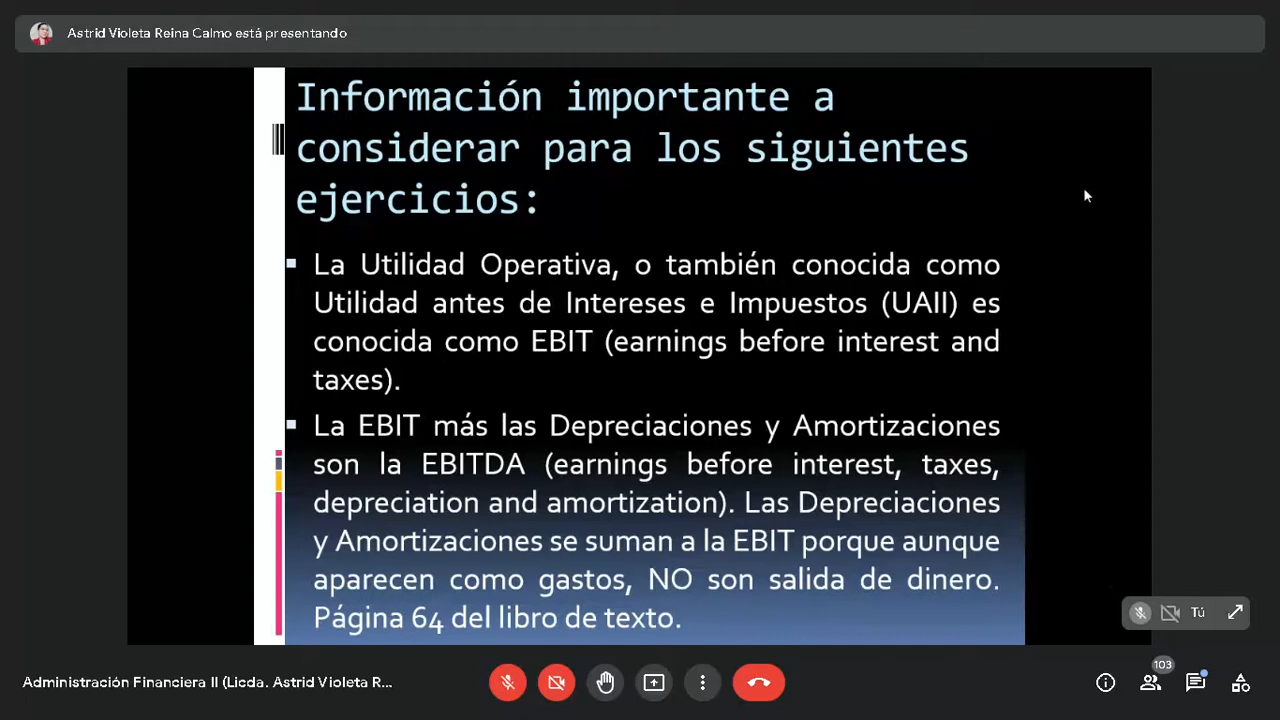 Astrid Violeta Reina Calmo está presentando
Información importante a
considerar para los siguientes
ejercicios:
La Utilidad Operativa, o también conocida como
Utilidad antes de Intereses e Impuestos (UAII) es
conocida como EBIT (earnings before interest and
taxes).
La EBIT más las Depreciaciones y Amortizaciones
son la EBITDA (earnings before interest, taxes,
depreciation and amortization). Las Depreciaciones
y Amortizaciones se suman a la EBIT porque aunque
aparecen como gastos, NO son salida de dinero.
Página 64 del libro de texto.
Tú
103
Administración Financiera II (Licda. Astrid Violeta R...